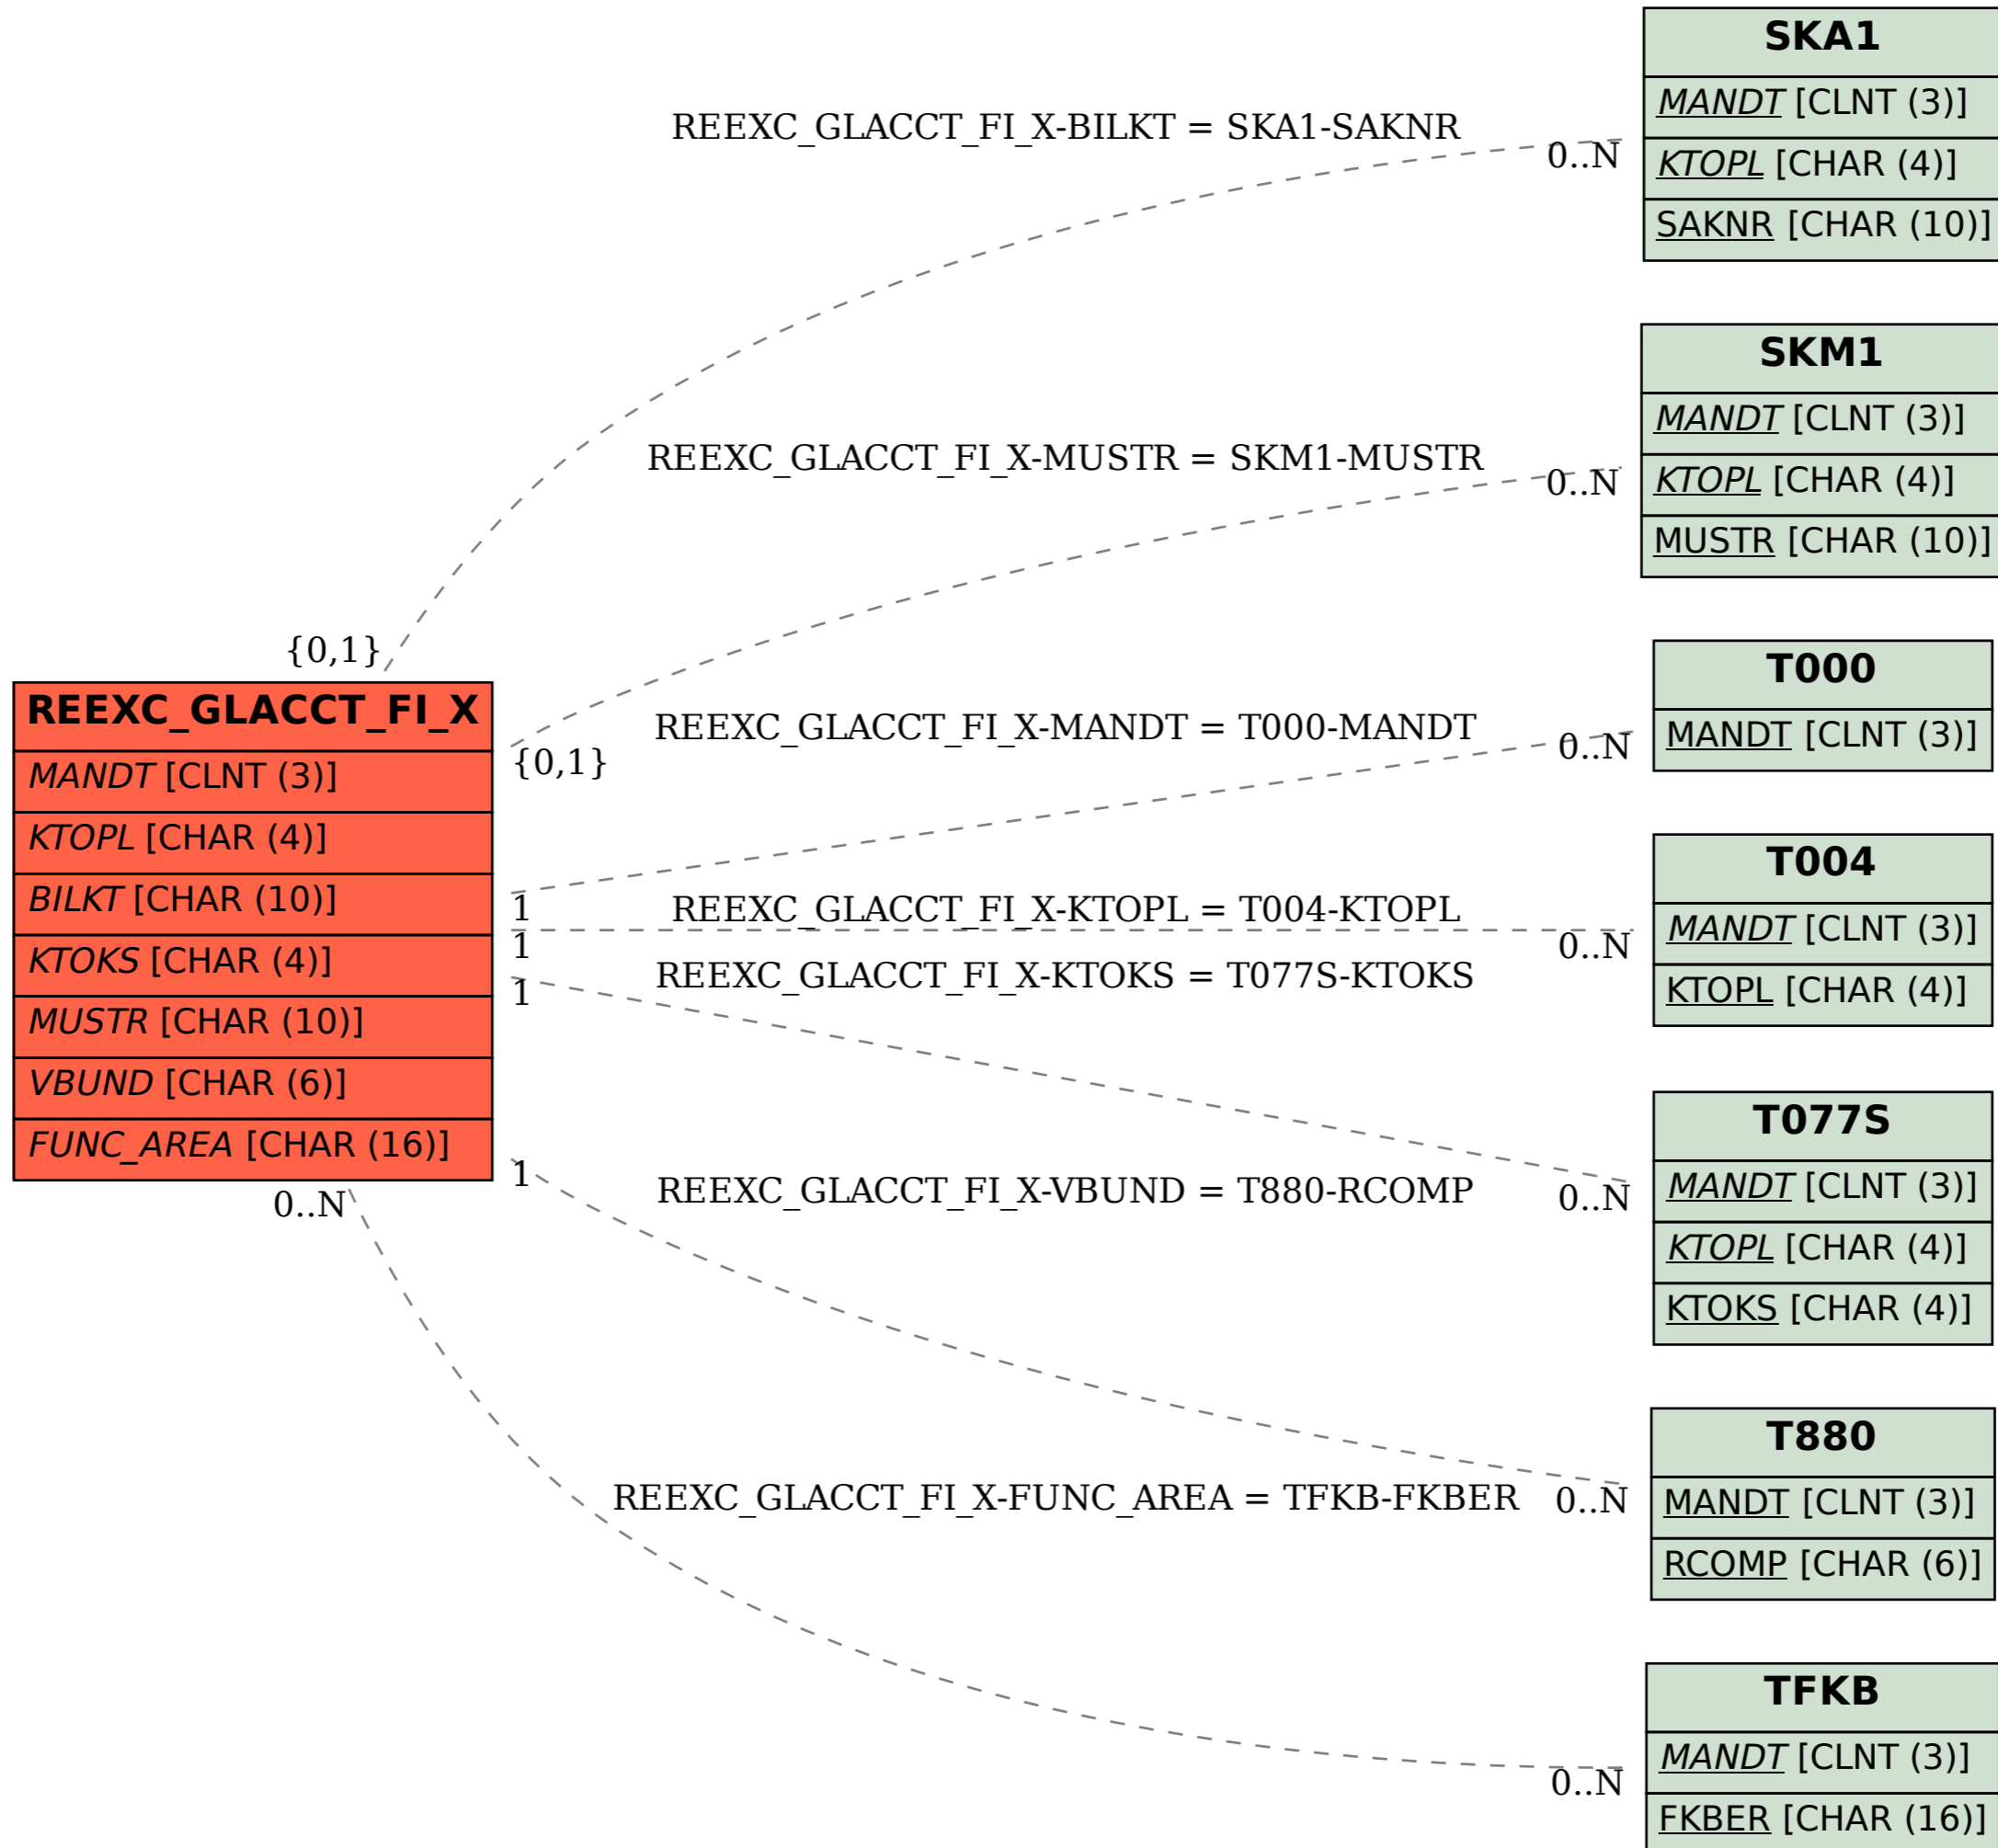 SKA1
MANDT [CLNT (3)]
KTOPL [CHAR (4)]
SAKNR [CHAR (10)]
REEXC_GLACCT_FI_X-BILKT = SKA1-SAKNR
0..N
{0,1}
SKM1
MANDT [CLNT (3)]
KTOPL [CHAR (4)]
MUSTR [CHAR (10)]
REEXC_GLACCT_FI_X-MUSTR = SKM1-MUSTR
0..N
{0,1}
REEXC_GLACCT_FI_X
MANDT [CLNT (3)]
KTOPL [CHAR (4)]
BILKT [CHAR (10)]
KTOKS [CHAR (4)]
MUSTR [CHAR (10)]
VBUND [CHAR (6)]
FUNC_AREA [CHAR (16)]
REEXC_GLACCT_FI_X-MANDT = T000-MANDT
0..N
1
T000
MANDT [CLNT (3)]
REEXC_GLACCT_FI_X-KTOPL = T004-KTOPL
0..N
1
T004
MANDT [CLNT (3)]
KTOPL [CHAR (4)]
REEXC_GLACCT_FI_X-KTOKS = T077S-KTOKS
0..N
1
T077S
MANDT [CLNT (3)]
KTOPL [CHAR (4)]
KTOKS [CHAR (4)]
REEXC_GLACCT_FI_X-VBUND = T880-RCOMP
0..N
1
T880
MANDT [CLNT (3)]
RCOMP [CHAR (6)]
REEXC_GLACCT_FI_X-FUNC_AREA = TFKB-FKBER
0..N
0..N
TFKB
MANDT [CLNT (3)]
FKBER [CHAR (16)]